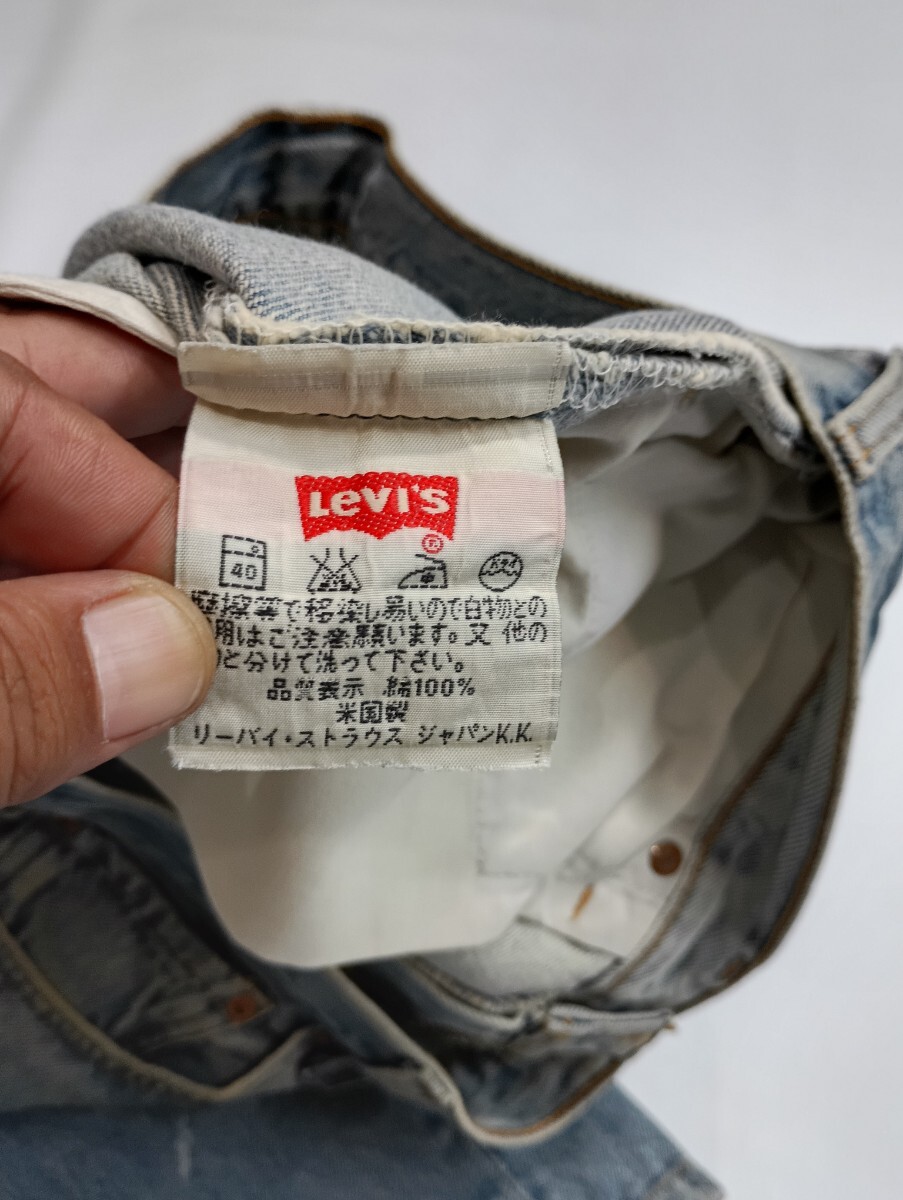 LEVI'S
®
40
摩擦等で移染し易いので白物との
用はご注意願います。又 他の
と分けて洗って下さい。
品質表示 綿100%
米国製
リーバイ・ストラウス ジャパンK.K.